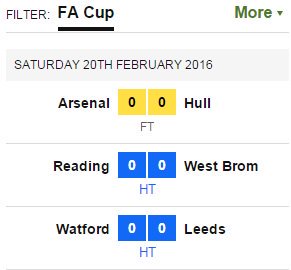 FILTER: FA Cup More ▾
SATURDAY 20TH FEBRUARY 2016
Arsenal 0 0 Hull
FT
Reading 0 0 West Brom
HT
Watford 0 0 Leeds
HT